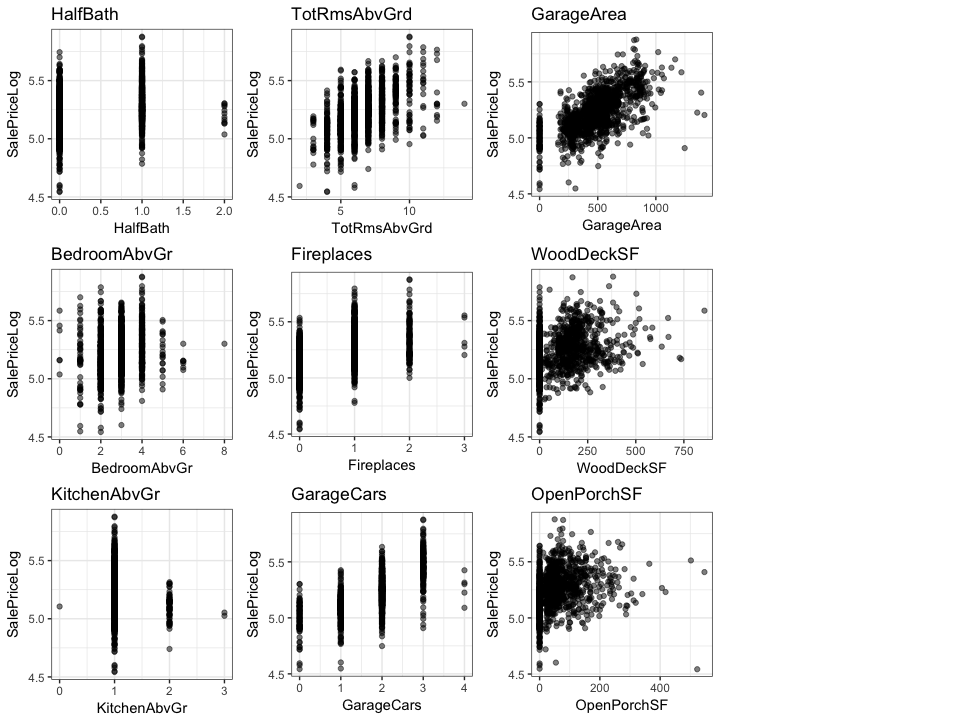 HalfBath
TotRmsAbvGrd
GarageArea
SalePriceLog
5.5
5.0
4.5
0.0 0.5 1.0 1.5 2.0
HalfBath
SalePriceLog
5.5
5.0
4.5
5 10
TotRmsAbvGrd
SalePriceLog
5.5
5.0
4.5
0 500 1000
GarageArea
BedroomAbvGr
Fireplaces
WoodDeckSF
SalePriceLog
5.5
5.0
4.5
0 2 4 6 8
BedroomAbvGr
SalePriceLog
5.5
5.0
4.5
0 1 2 3
Fireplaces
SalePriceLog
5.5
5.0
4.5
0 250 500 750
WoodDeckSF
KitchenAbvGr
GarageCars
OpenPorchSF
SalePriceLog
5.5
5.0
4.5
0 1 2 3
KitchenAbvGr
SalePriceLog
5.5
5.0
4.5
0 1 2 3 4
GarageCars
SalePriceLog
5.5
5.0
4.5
0 200 400
OpenPorchSF